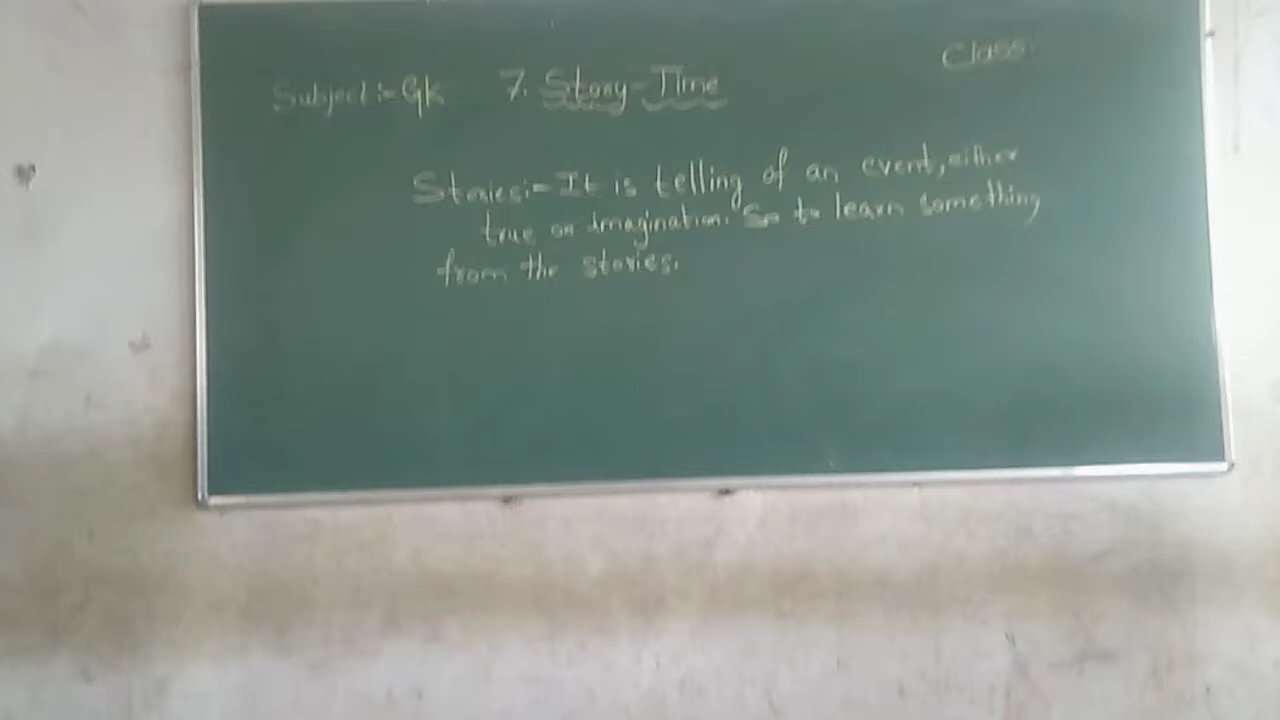 Subject:- GK 7. Story-Time Class:
Stories:- It is telling of an event, either
true or imagination. So to learn something
from the stories.